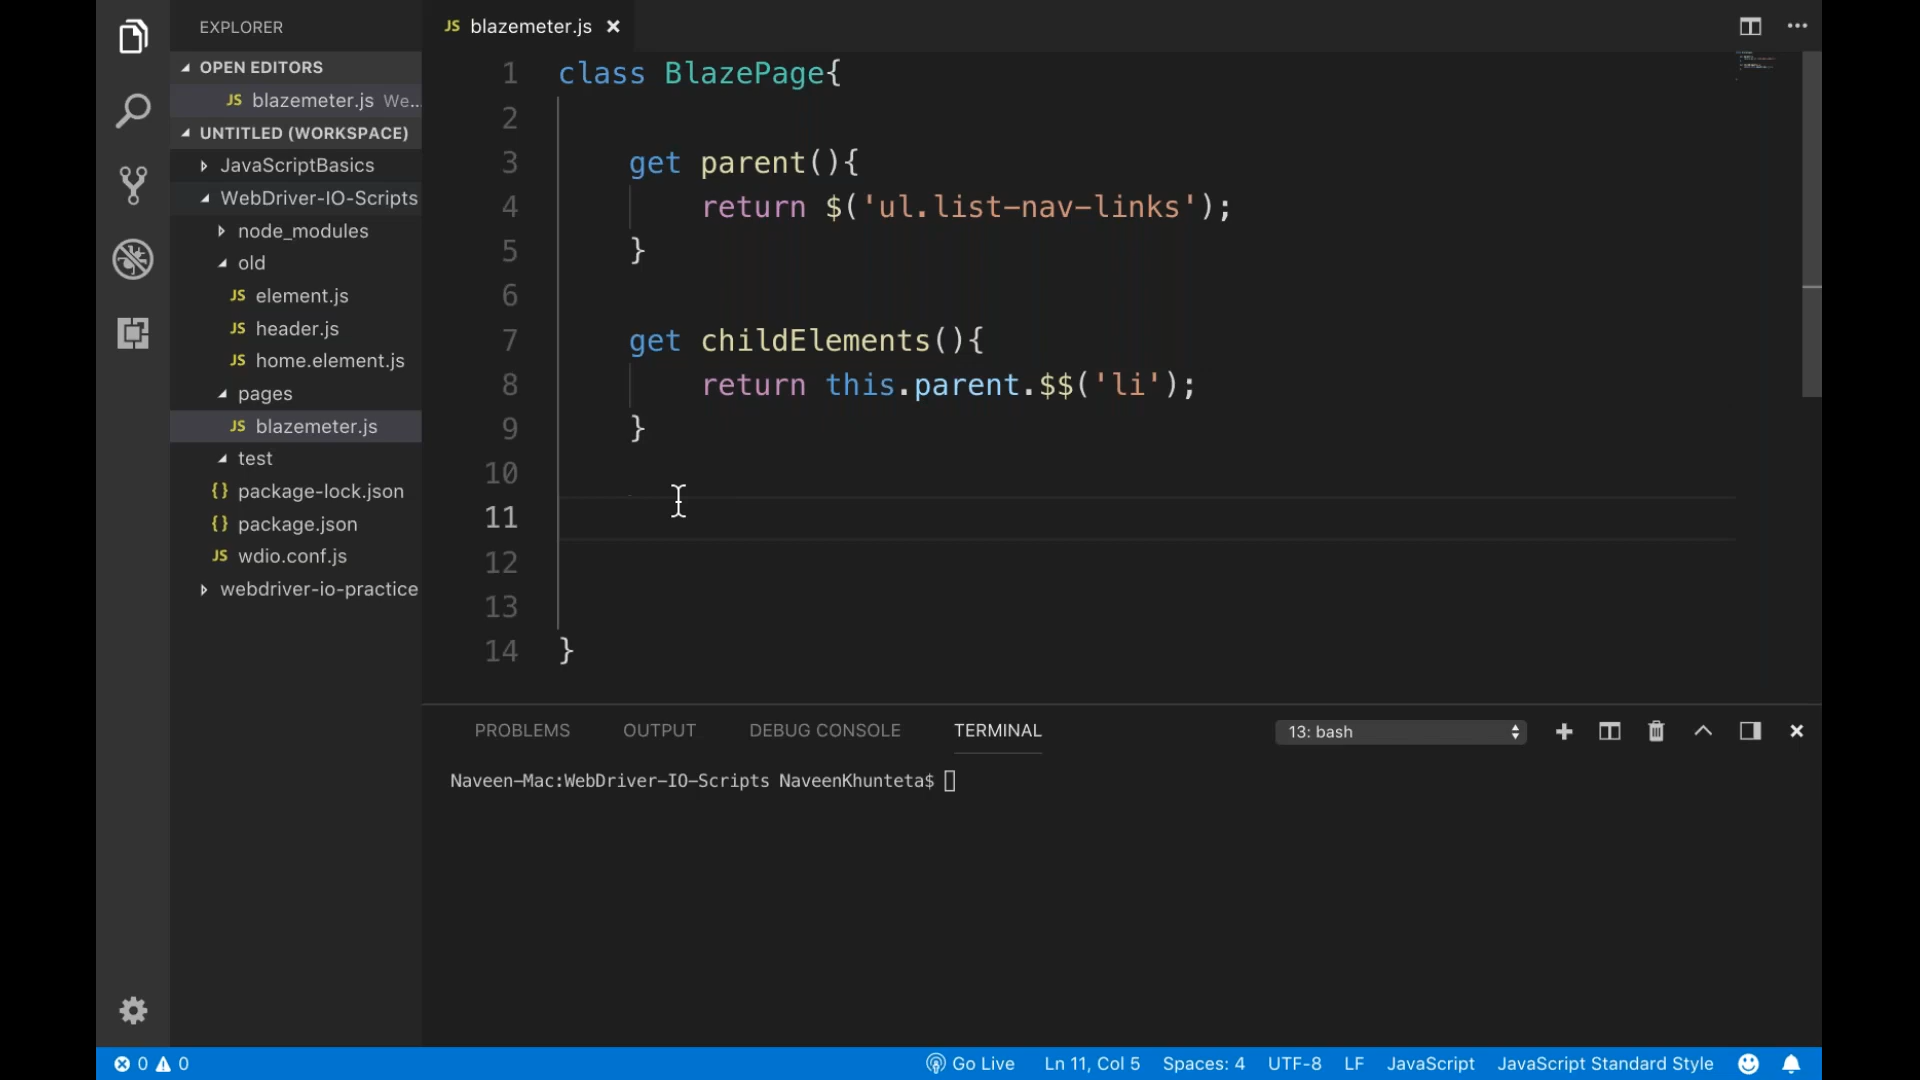 EXPLORER
OPEN EDITORS
JS blazemeter.js We...
UNTITLED (WORKSPACE)
JavaScriptBasics
WebDriver-IO-Scripts
node_modules
old
JS element.js
JS header.js
JS home.element.js
pages
JS blazemeter.js
test
{} package-lock.json
{} package.json
JS wdio.conf.js
webdriver-io-practice
JS blazemeter.js
1 class BlazePage{
2
3 get parent(){
4 return $('ul.list-nav-links');
5 }
6
7 get childElements(){
8 return this.parent.$$('li');
9 }
10
11
12
13
14 }
PROBLEMS OUTPUT DEBUG CONSOLE TERMINAL 13: bash
Naveen-Mac:WebDriver-IO-Scripts NaveenKhunteta$
0 0 Go Live Ln 11, Col 5 Spaces: 4 UTF-8 LF JavaScript JavaScript Standard Style